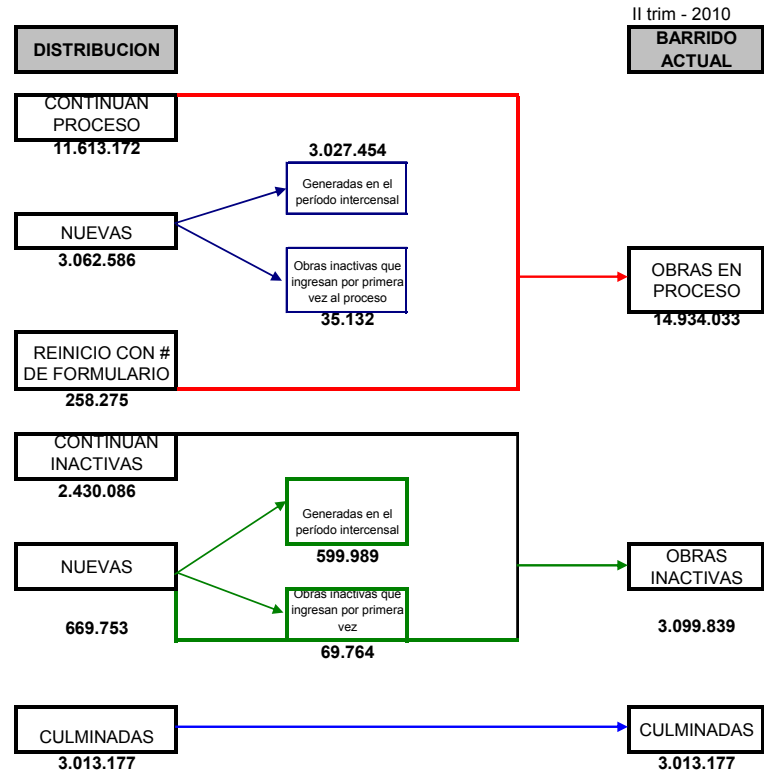 II trim - 2010
DISTRIBUCION
BARRIDO
ACTUAL
CONTINUAN
PROCESO
11.613.172
3.027.454
Generadas en el
período intercensal
NUEVAS
3.062.586
Obras inactivas que
ingresan por primera
vez al proceso
35.132
OBRAS EN
PROCESO
14.934.033
REINICIO CON #
DE FORMULARIO
258.275
CONTINUAN
INACTIVAS
2.430.086
Generadas en el
período intercensal
599.989
NUEVAS
669.753
Obras inactivas que
ingresan por primera
vez
69.764
OBRAS
INACTIVAS
3.099.839
CULMINADAS
3.013.177
CULMINADAS
3.013.177